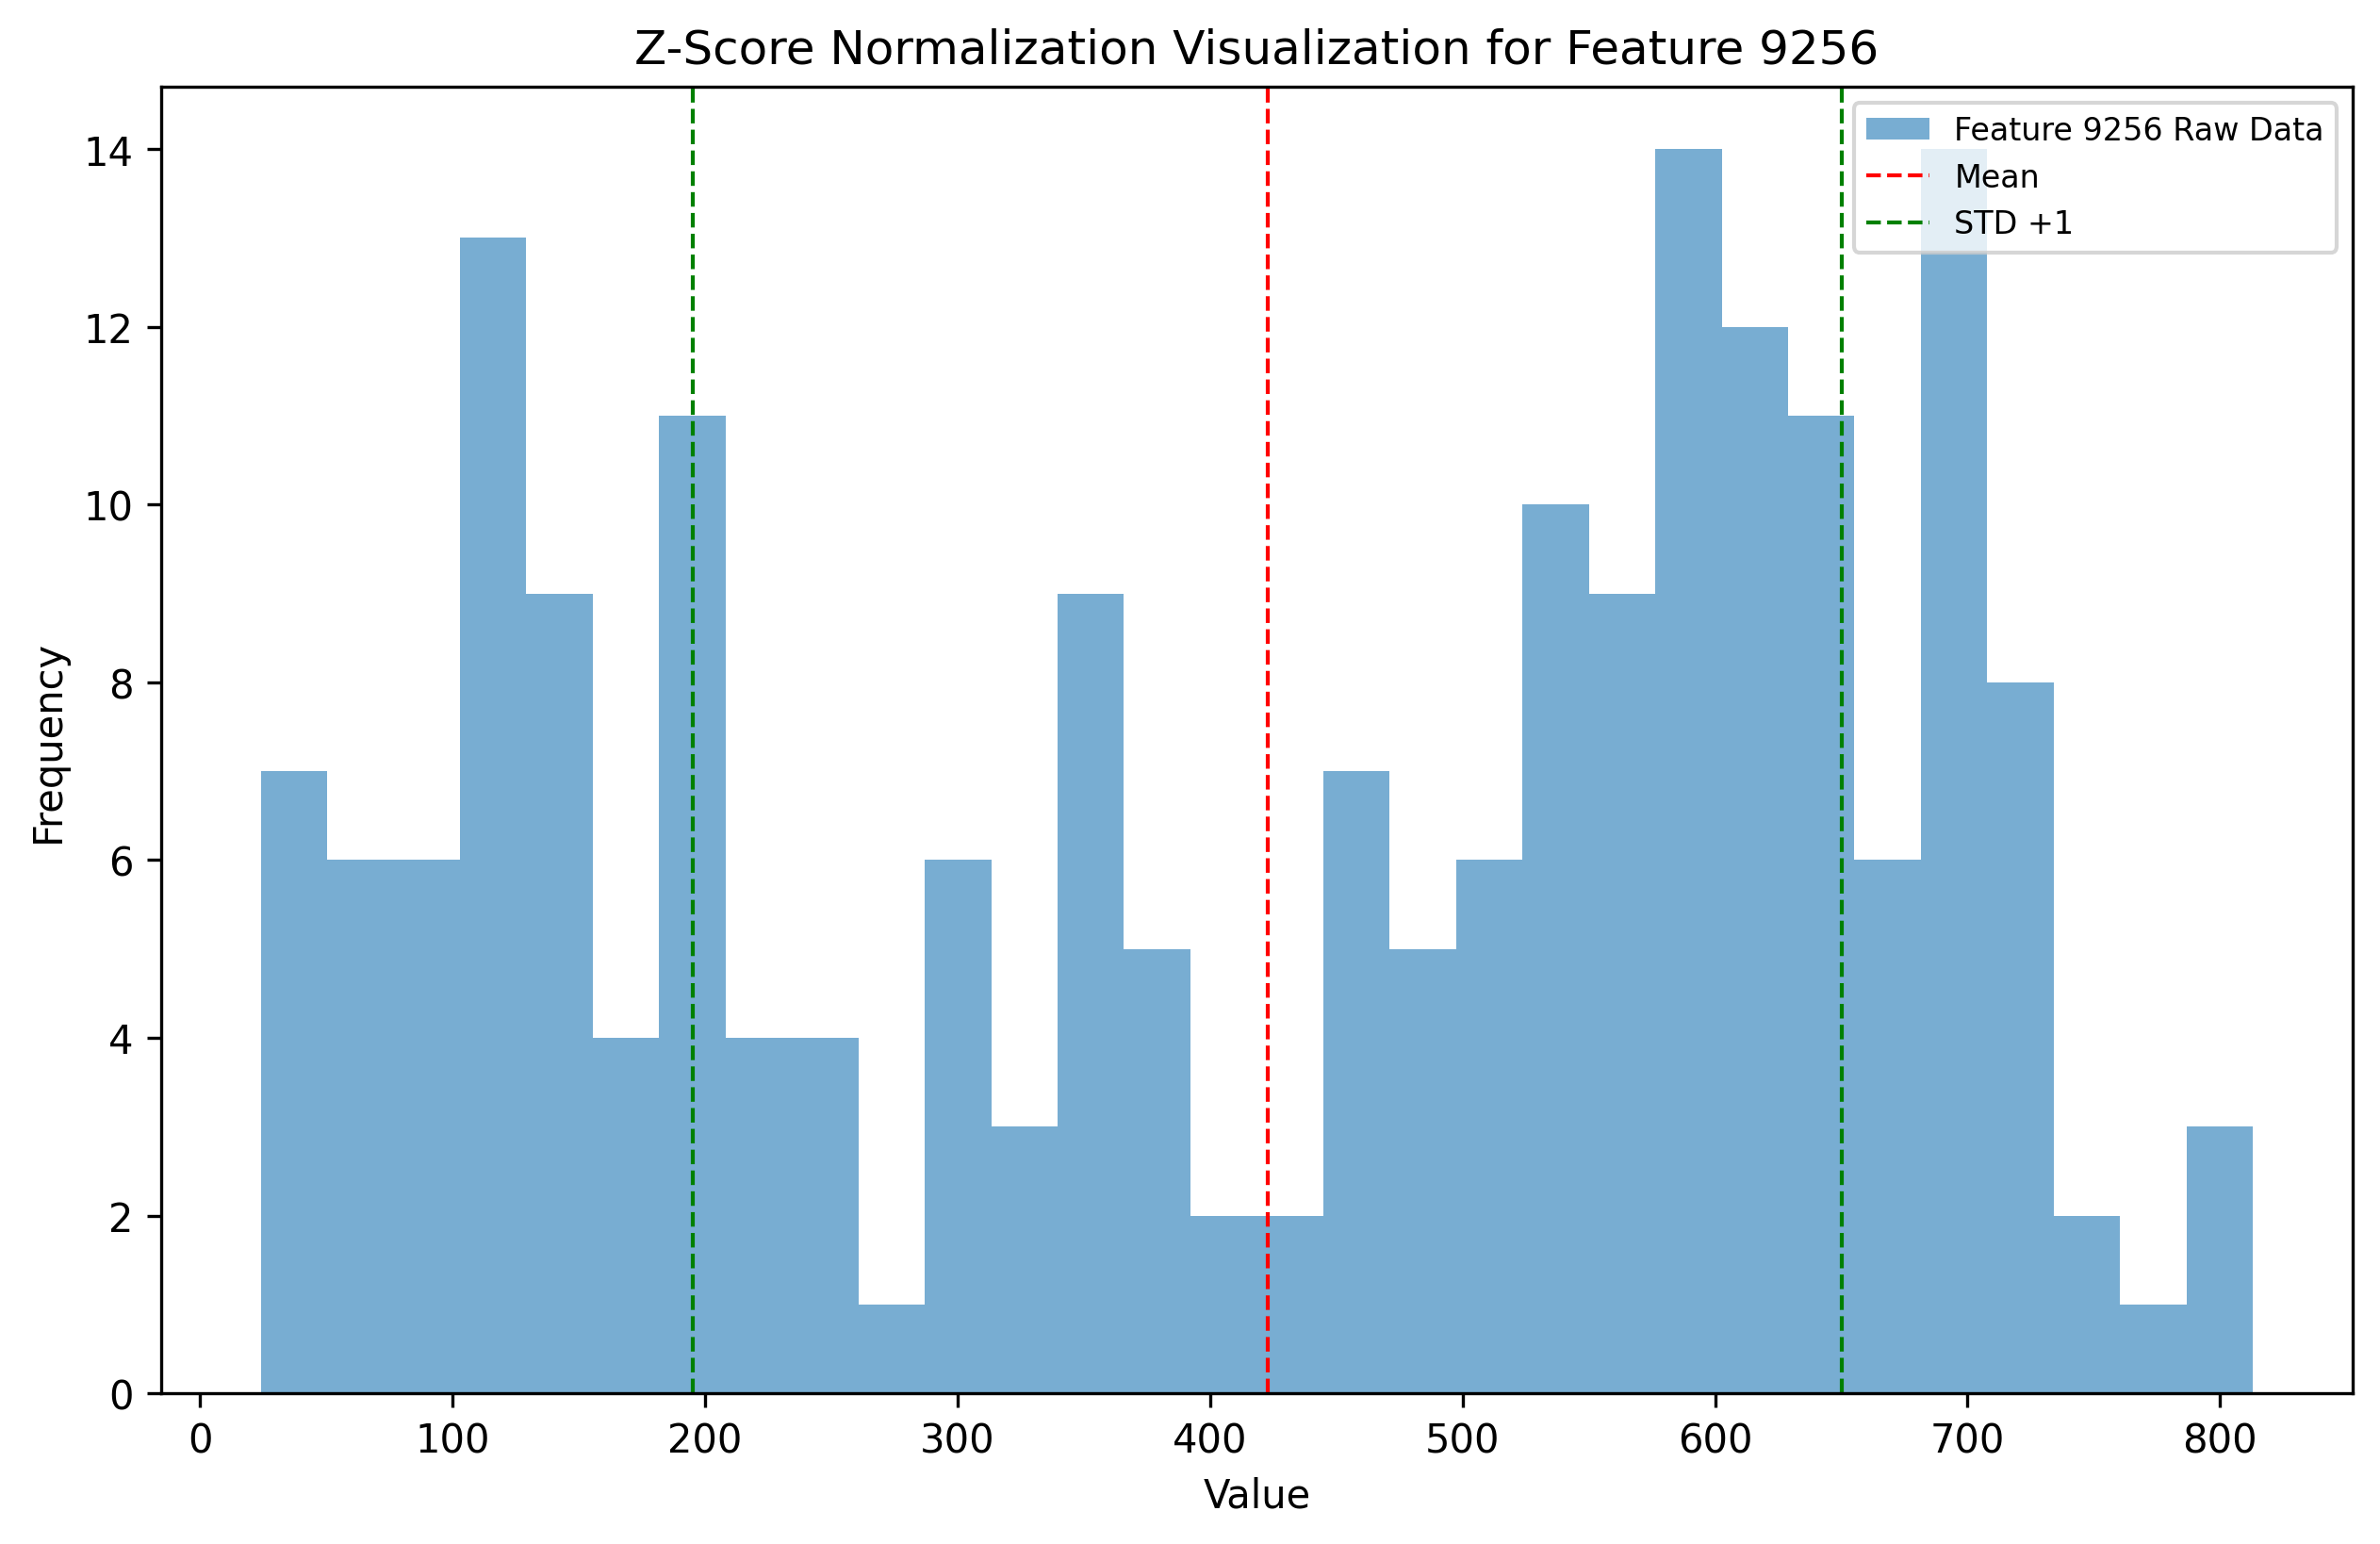 Z-Score Normalization Visualization for Feature 9256
Feature 9256 Raw Data
Mean
STD +1
14
12
10
8
6
4
2
0
Frequency
0 100 200 300 400 500 600 700 800
Value